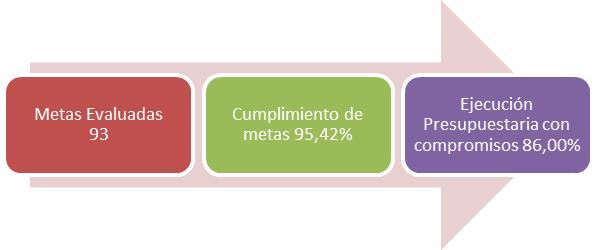 Metas Evaluadas
93
Cumplimiento de
metas 95,42%
Ejecución
Presupuestaria con
compromisos 86,00%